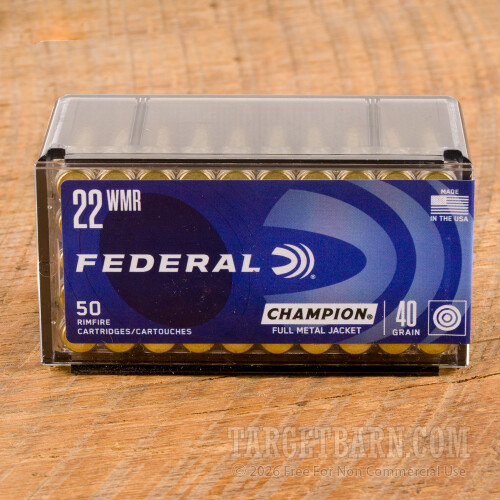 22 WMR
MADE
IN THE USA
FEDERAL®
50
RIMFIRE
CARTRIDGES/CARTOUCHES
CHAMPION®
FULL METAL JACKET
40
GRAIN
TARGETBARN.COM
© 2026 Free For Non Commercial Use